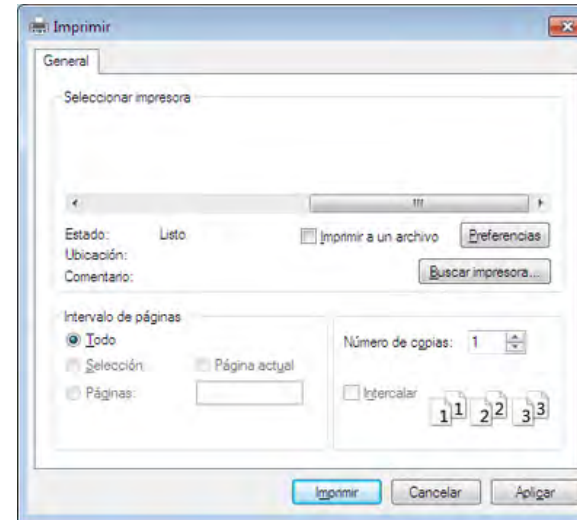 Imprimir
General
Seleccionar impresora
Estado: Listo
Imprimir a un archivo
Preferencias
Ubicación:
Comentario:
Buscar impresora...
Intervalo de páginas
Todo
Selección
Página actual
Páginas:
Número de copias: 1
Intercalar
1 1 2 2 3 3
Imprimir
Cancelar
Aplicar